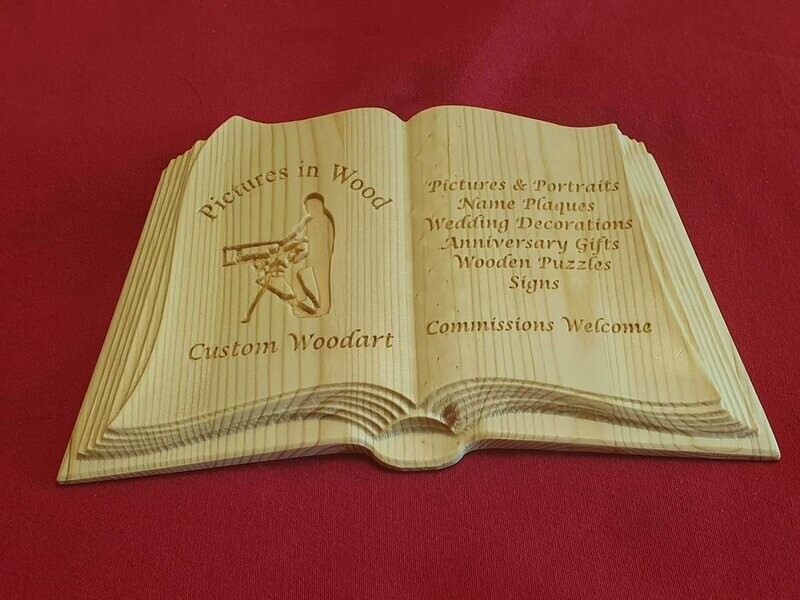 Pictures in Wood
Custom Woodart
Pictures & Portraits
Name Plaques
Wedding Decorations
Anniversary Gifts
Wooden Puzzles
Signs
Commissions Welcome